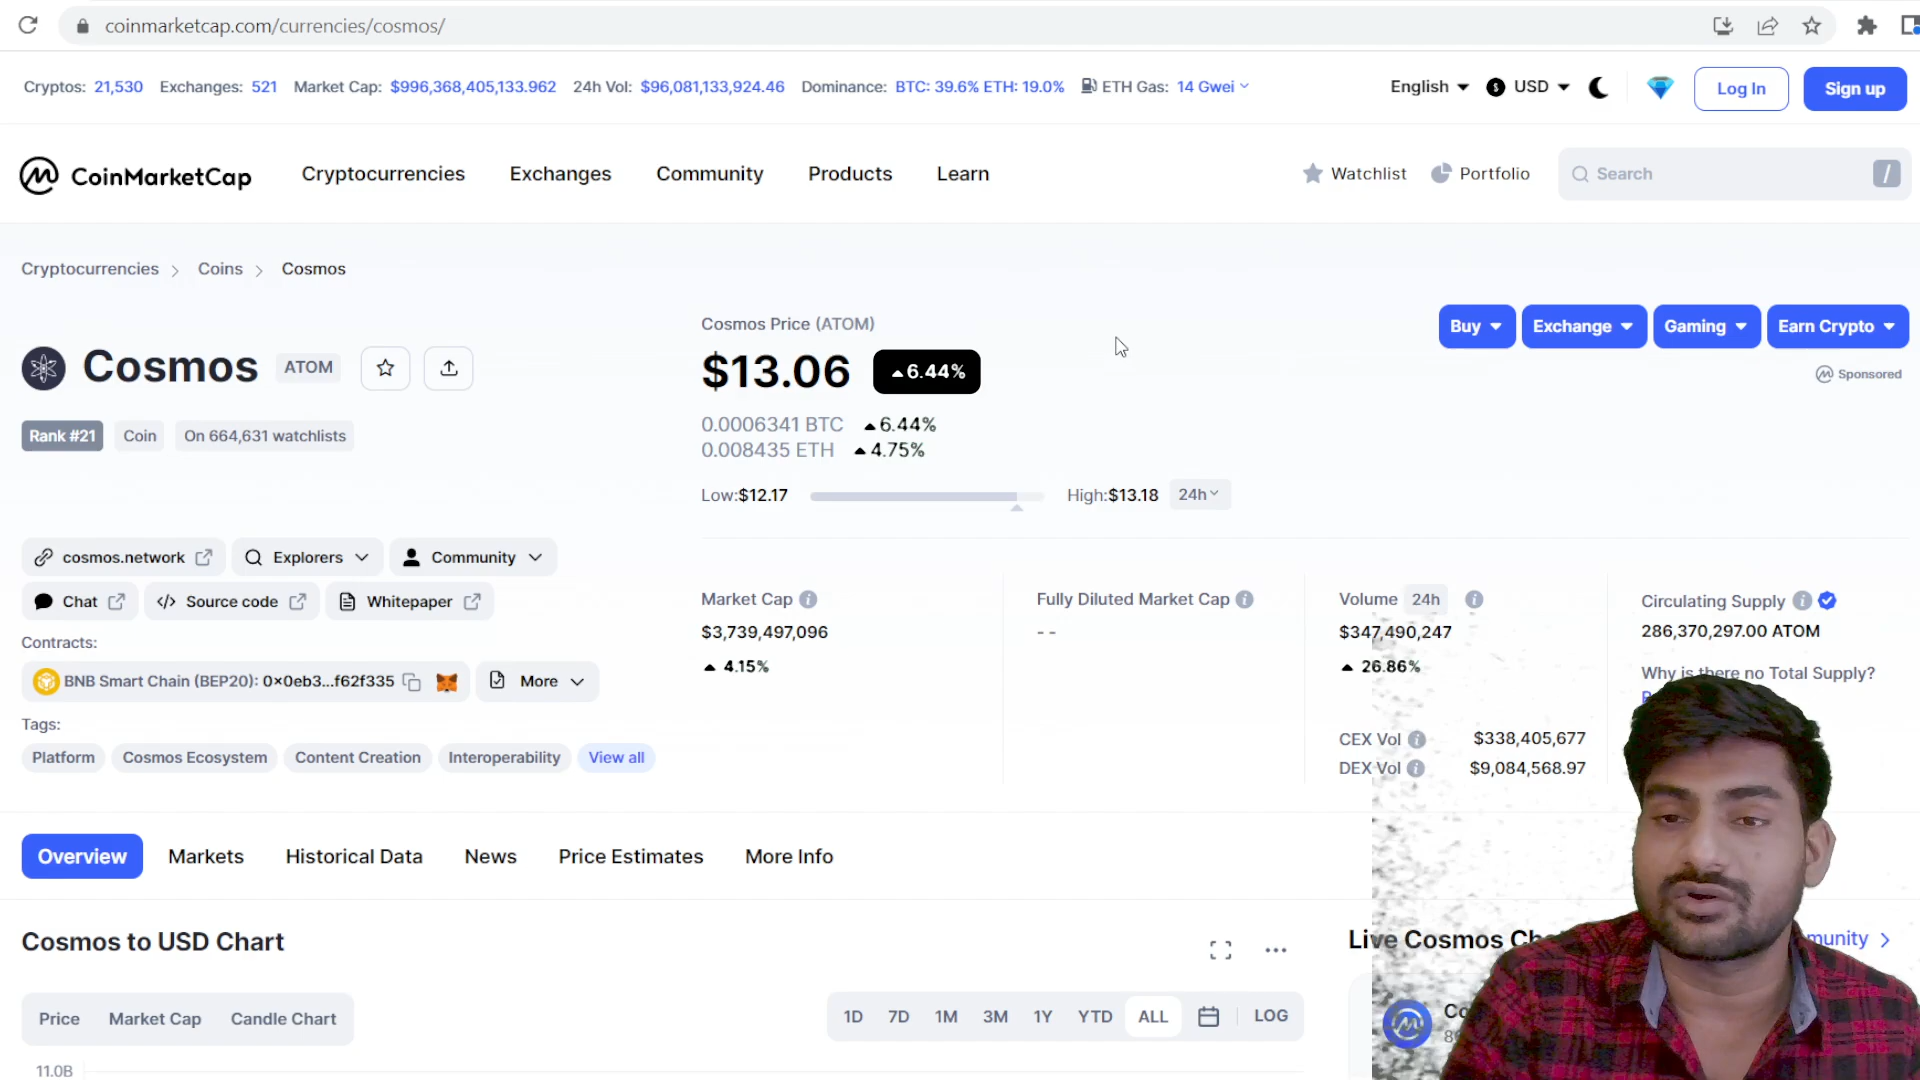 coinmarketcap.com/currencies/cosmos/
Cryptos: 21,530 Exchanges: 521 Market Cap: $996,368,405,133.962 24h Vol: $96,081,133,924.46 Dominance: BTC: 39.6% ETH: 19.0% ETH Gas: 14 Gwei English USD Log In Sign up
CoinMarketCap Cryptocurrencies Exchanges Community Products Learn Watchlist Portfolio Search /
Cryptocurrencies > Coins > Cosmos
Cosmos Price (ATOM)
Buy Exchange Gaming Earn Crypto
Cosmos ATOM $13.06 6.44%
Sponsored
0.0006341 BTC 6.44%
Rank #21 Coin On 664,631 watchlists
0.008435 ETH 4.75%
Low:$12.17 High:$13.18 24h
cosmos.network Explorers Community
Chat Source code Whitepaper
Market Cap Fully Diluted Market Cap Volume 24h Circulating Supply
$3,739,497,096 - - $347,490,247 286,370,297.00 ATOM
4.15% 26.86% Why is there no Total Supply?
Contracts:
BNB Smart Chain (BEP20): 0x0eb3...f62f335 More
Tags:
Platform Cosmos Ecosystem Content Creation Interoperability View all
CEX Vol $338,405,677
DEX Vol $9,084,568.97
Overview Markets Historical Data News Price Estimates More Info
Cosmos to USD Chart
Live Cosmos
Price Market Cap Candle Chart
1D 7D 1M 3M 1Y YTD ALL LOG
11.0B